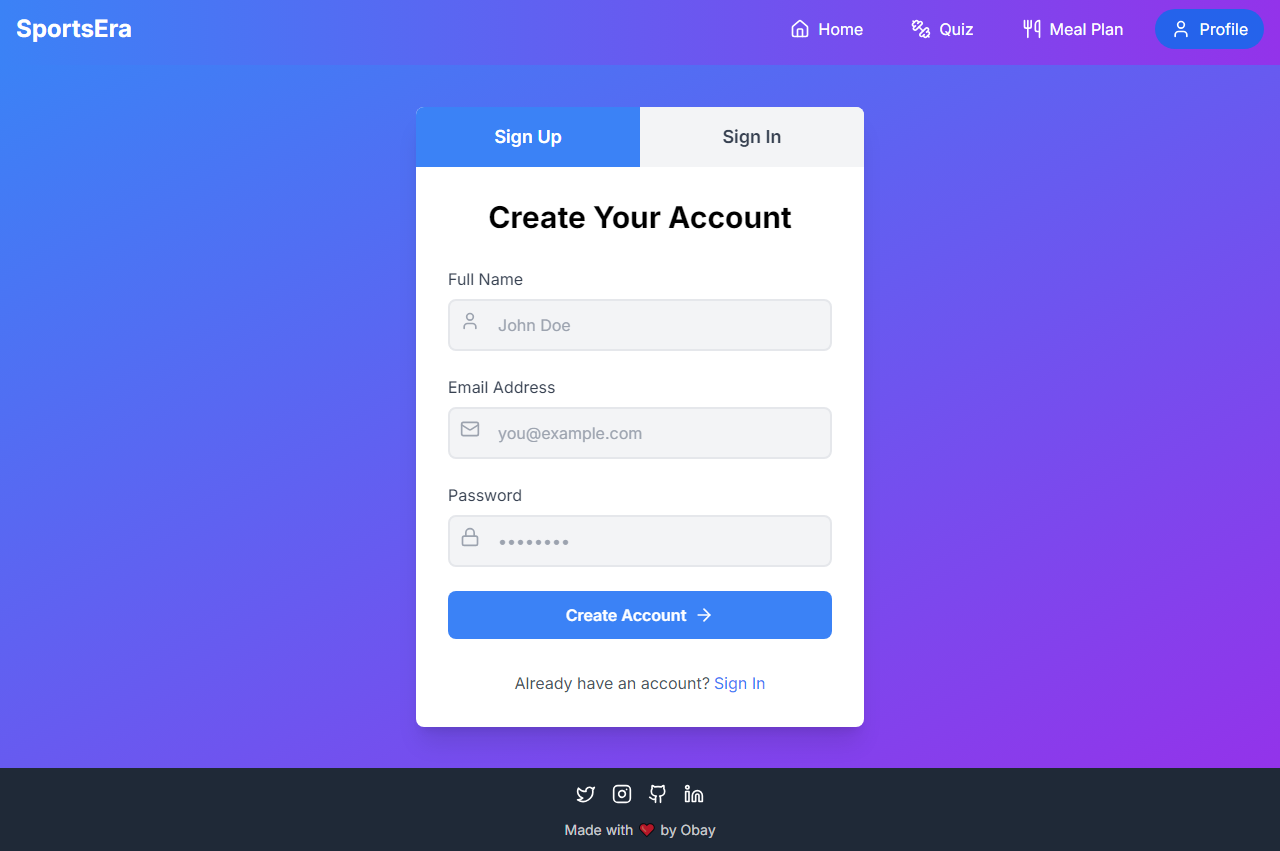 SportsEra
Home
Quiz
Meal Plan
Profile
Sign Up
Sign In
Create Your Account
Full Name
John Doe
Email Address
you@example.com
Password
••••••••
Create Account →
Already have an account? Sign In
Made with ❤️ by Obay